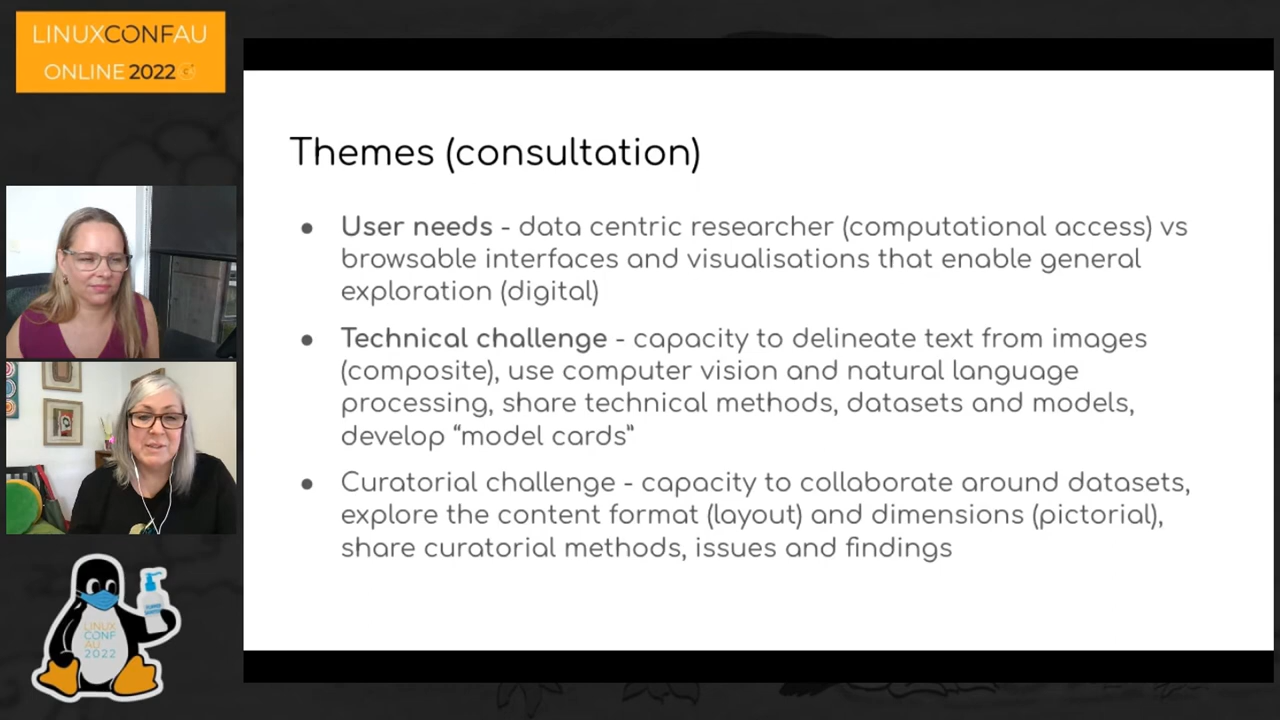 LINUXCONFAU
ONLINE 2022
Themes (consultation)
● User needs - data centric researcher (computational access) vs
browsable interfaces and visualisations that enable general
exploration (digital)
● Technical challenge - capacity to delineate text from images
(composite), use computer vision and natural language
processing, share technical methods, datasets and models,
develop “model cards”
● Curatorial challenge - capacity to collaborate around datasets,
explore the content format (layout) and dimensions (pictorial),
share curatorial methods, issues and findings
LINUX
CONF
AU
2022